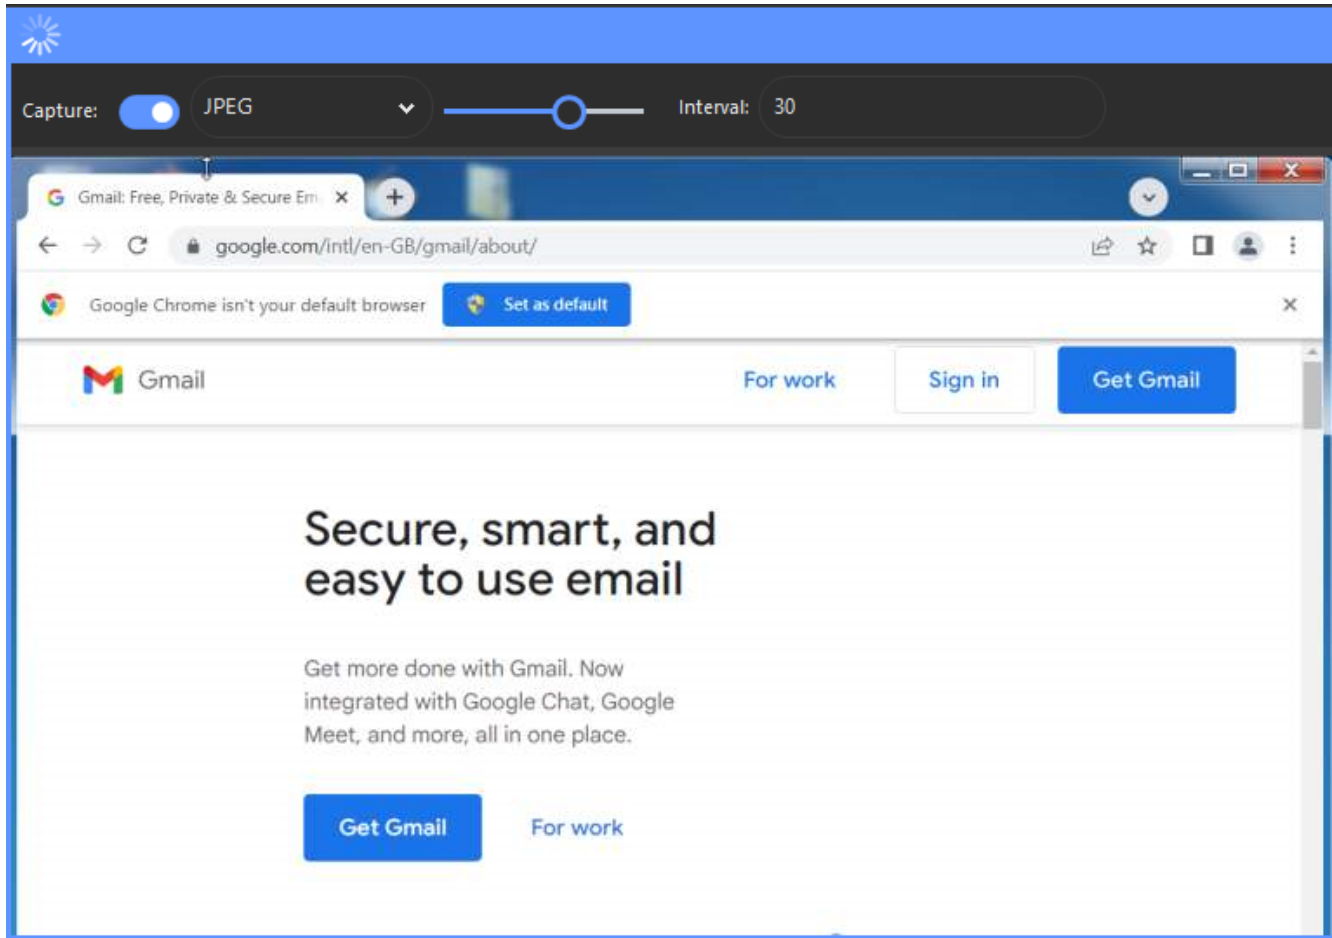 Capture:
JPEG
Interval:
30
Gmail: Free, Private & Secure Em
google.com/intl/en-GB/gmail/about/
Google Chrome isn't your default browser
Set as default
Gmail
For work
Sign in
Get Gmail
Secure, smart, and
easy to use email
Get more done with Gmail. Now
integrated with Google Chat, Google
Meet, and more, all in one place.
Get Gmail
For work